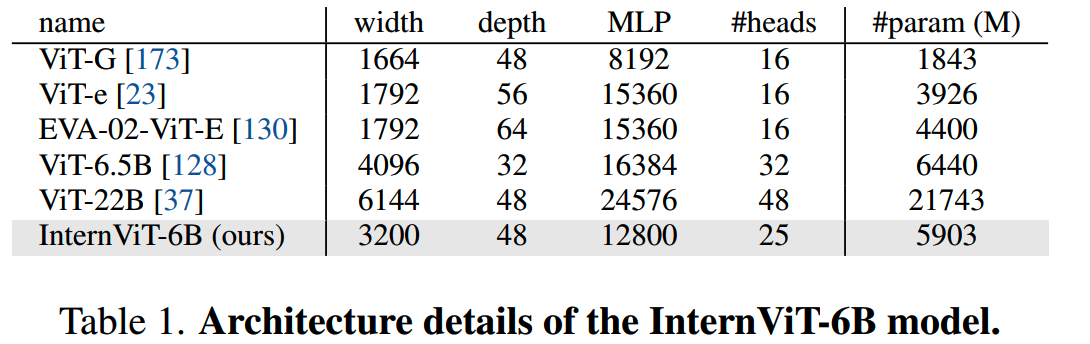 name width depth MLP #heads #param (M)
ViT-G [173] 1664 48 8192 16 1843
ViT-e [23] 1792 56 15360 16 3926
EVA-02-ViT-E [130] 1792 64 15360 16 4400
ViT-6.5B [128] 4096 32 16384 32 6440
ViT-22B [37] 6144 48 24576 48 21743
InternViT-6B (ours) 3200 48 12800 25 5903
Table 1. Architecture details of the InternViT-6B model.